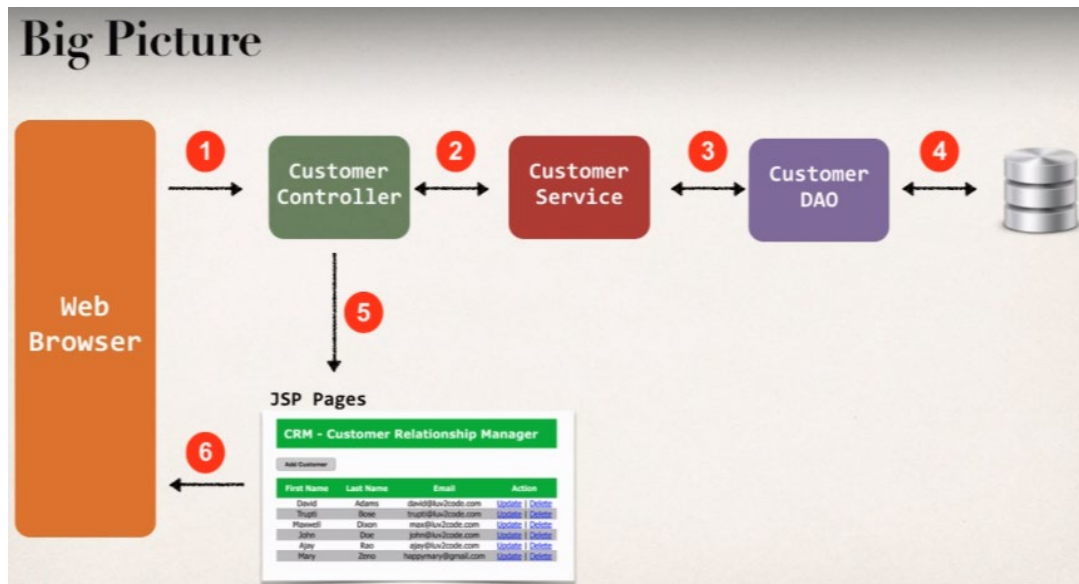 Big Picture
1
2
3
4
Customer
Controller
Customer
Service
Customer
DAO
Web
Browser
5
JSP Pages
6
CRM - Customer Relationship Manager
Add Customer
First Name Last Name Email Action
David Adams david@luv2code.com Update | Delete
Trupti Bose trupti@luv2code.com Update | Delete
Maxwell Dixon max@luv2code.com Update | Delete
John Doe john@luv2code.com Update | Delete
Ajay Rao ajay@luv2code.com Update | Delete
Mary Zeno happymary@gmail.com Update | Delete